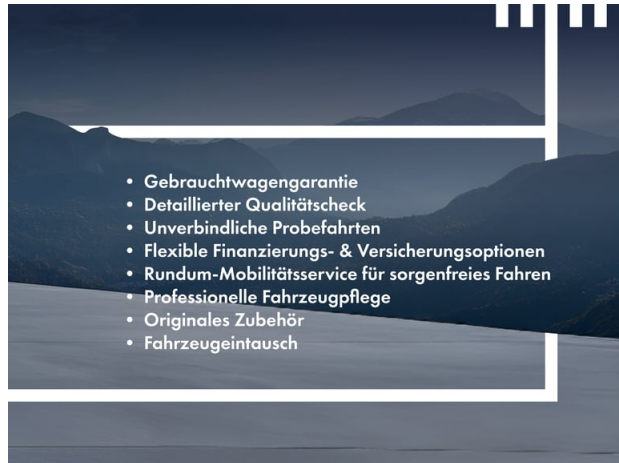 • Gebrauchtwagengarantie
• Detaillierter Qualitätscheck
• Unverbindliche Probefahrten
• Flexible Finanzierungs- & Versicherungsoptionen
• Rundum-Mobilitätsservice für sorgenfreies Fahren
• Professionelle Fahrzeugpflege
• Originales Zubehör
• Fahrzeugeintausch